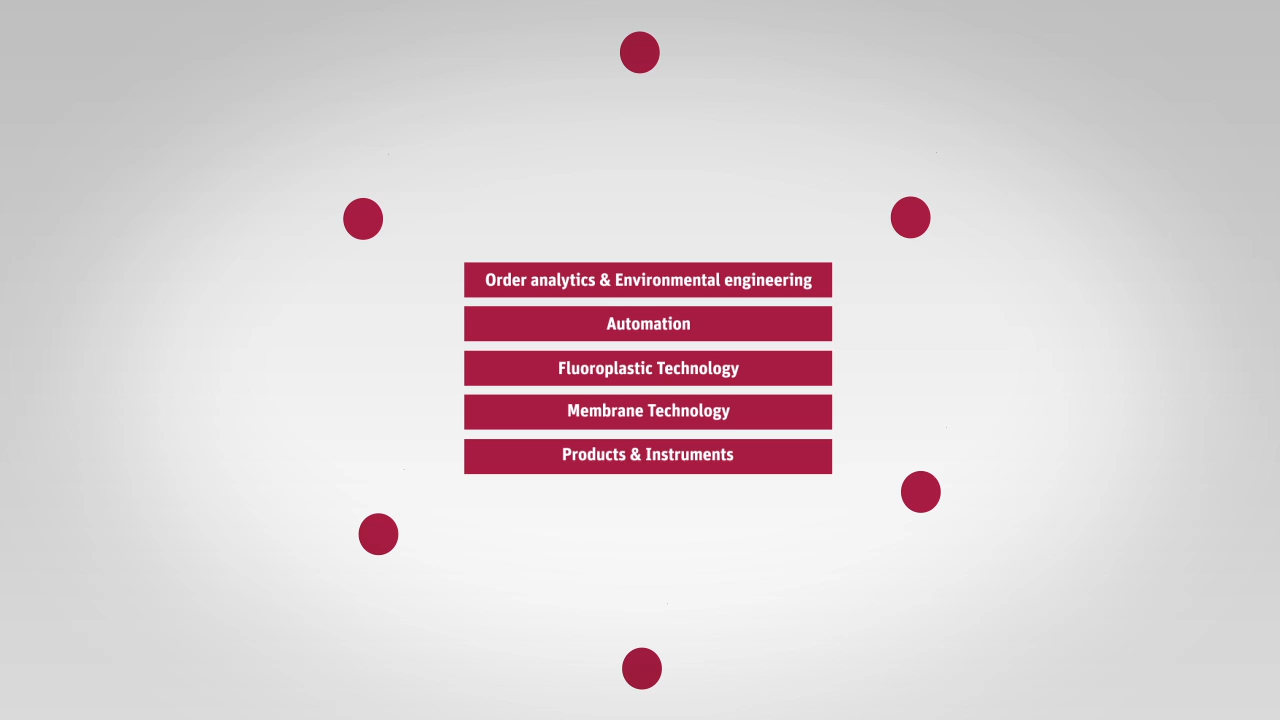 Order analytics & Environmental engineering
Automation
Fluoroplastic Technology
Membrane Technology
Products & Instruments